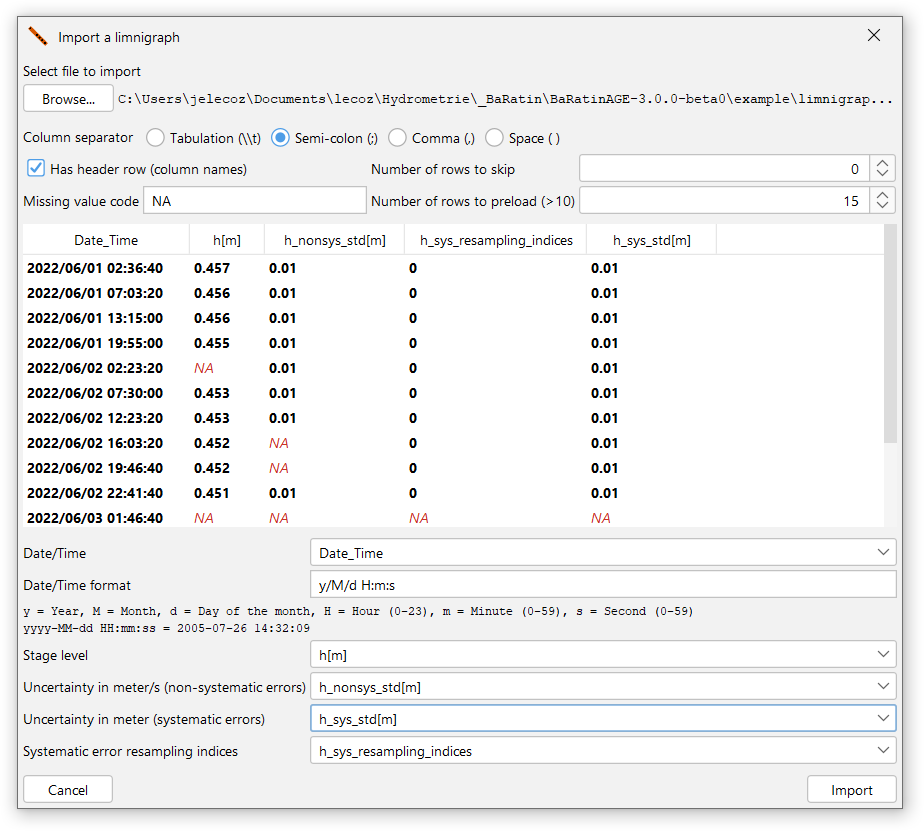 Import a limnigraph
Select file to import
Browse... C:\Users\jelecoz\Documents\lecoz\Hydrometrie\_BaRatin\BaRatinAGE-3.0.0-beta0\example\limnigrap...
Column separator Tabulation (\\t) Semi-colon (;) Comma (,) Space ( )
Has header row (column names) Number of rows to skip 0
Missing value code NA Number of rows to preload (>10) 15
Date_Time h[m] h_nonsys_std[m] h_sys_resampling_indices h_sys_std[m]
2022/06/01 02:36:40 0.457 0.01 0 0.01
2022/06/01 07:03:20 0.456 0.01 0 0.01
2022/06/01 13:15:00 0.456 0.01 0 0.01
2022/06/01 19:55:00 0.455 0.01 0 0.01
2022/06/02 02:23:20 NA 0.01 0 0.01
2022/06/02 07:30:00 0.453 0.01 0 0.01
2022/06/02 12:23:20 0.453 0.01 0 0.01
2022/06/02 16:03:20 0.452 NA 0 0.01
2022/06/02 19:46:40 0.452 NA 0 0.01
2022/06/02 22:41:40 0.451 0.01 0 0.01
2022/06/03 01:46:40 NA NA NA NA
Date/Time Date_Time
Date/Time format y/M/d H:m:s
y = Year, M = Month, d = Day of the month, H = Hour (0-23), m = Minute (0-59), s = Second (0-59)
yyyy-MM-dd HH:mm:ss = 2005-07-26 14:32:09
Stage level h[m]
Uncertainty in meter/s (non-systematic errors) h_nonsys_std[m]
Uncertainty in meter (systematic errors) h_sys_std[m]
Systematic error resampling indices h_sys_resampling_indices
Cancel Import